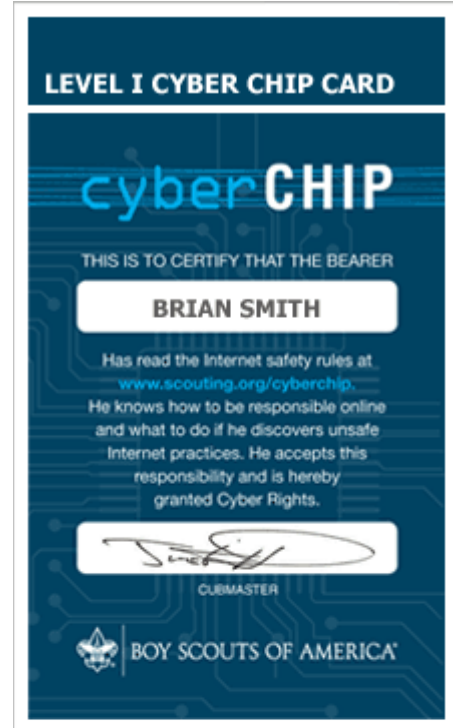 LEVEL I CYBER CHIP CARD
cyber CHIP
THIS IS TO CERTIFY THAT THE BEARER
BRIAN SMITH
Has read the Internet safety rules at
www.scouting.org/cyberchip.
He knows how to be responsible online
and what to do if he discovers unsafe
Internet practices. He accepts this
responsibility and is hereby
granted Cyber Rights.
CUBMASTER
BOY SCOUTS OF AMERICA®